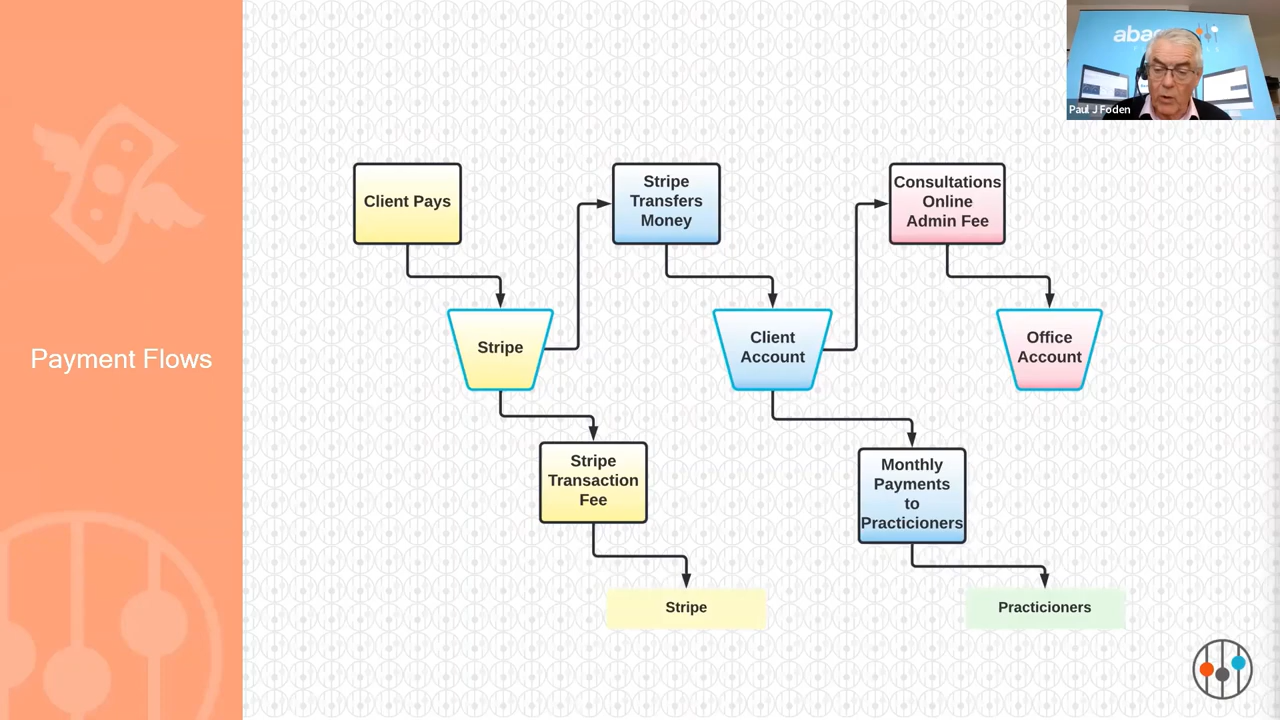 aba
Paul J Foden
Client Pays
Stripe
Transfers
Money
Consultations
Online
Admin Fee
Payment Flows
Stripe
Client
Account
Office
Account
Stripe
Transaction
Fee
Monthly
Payments
to
Practicioners
Stripe
Practicioners